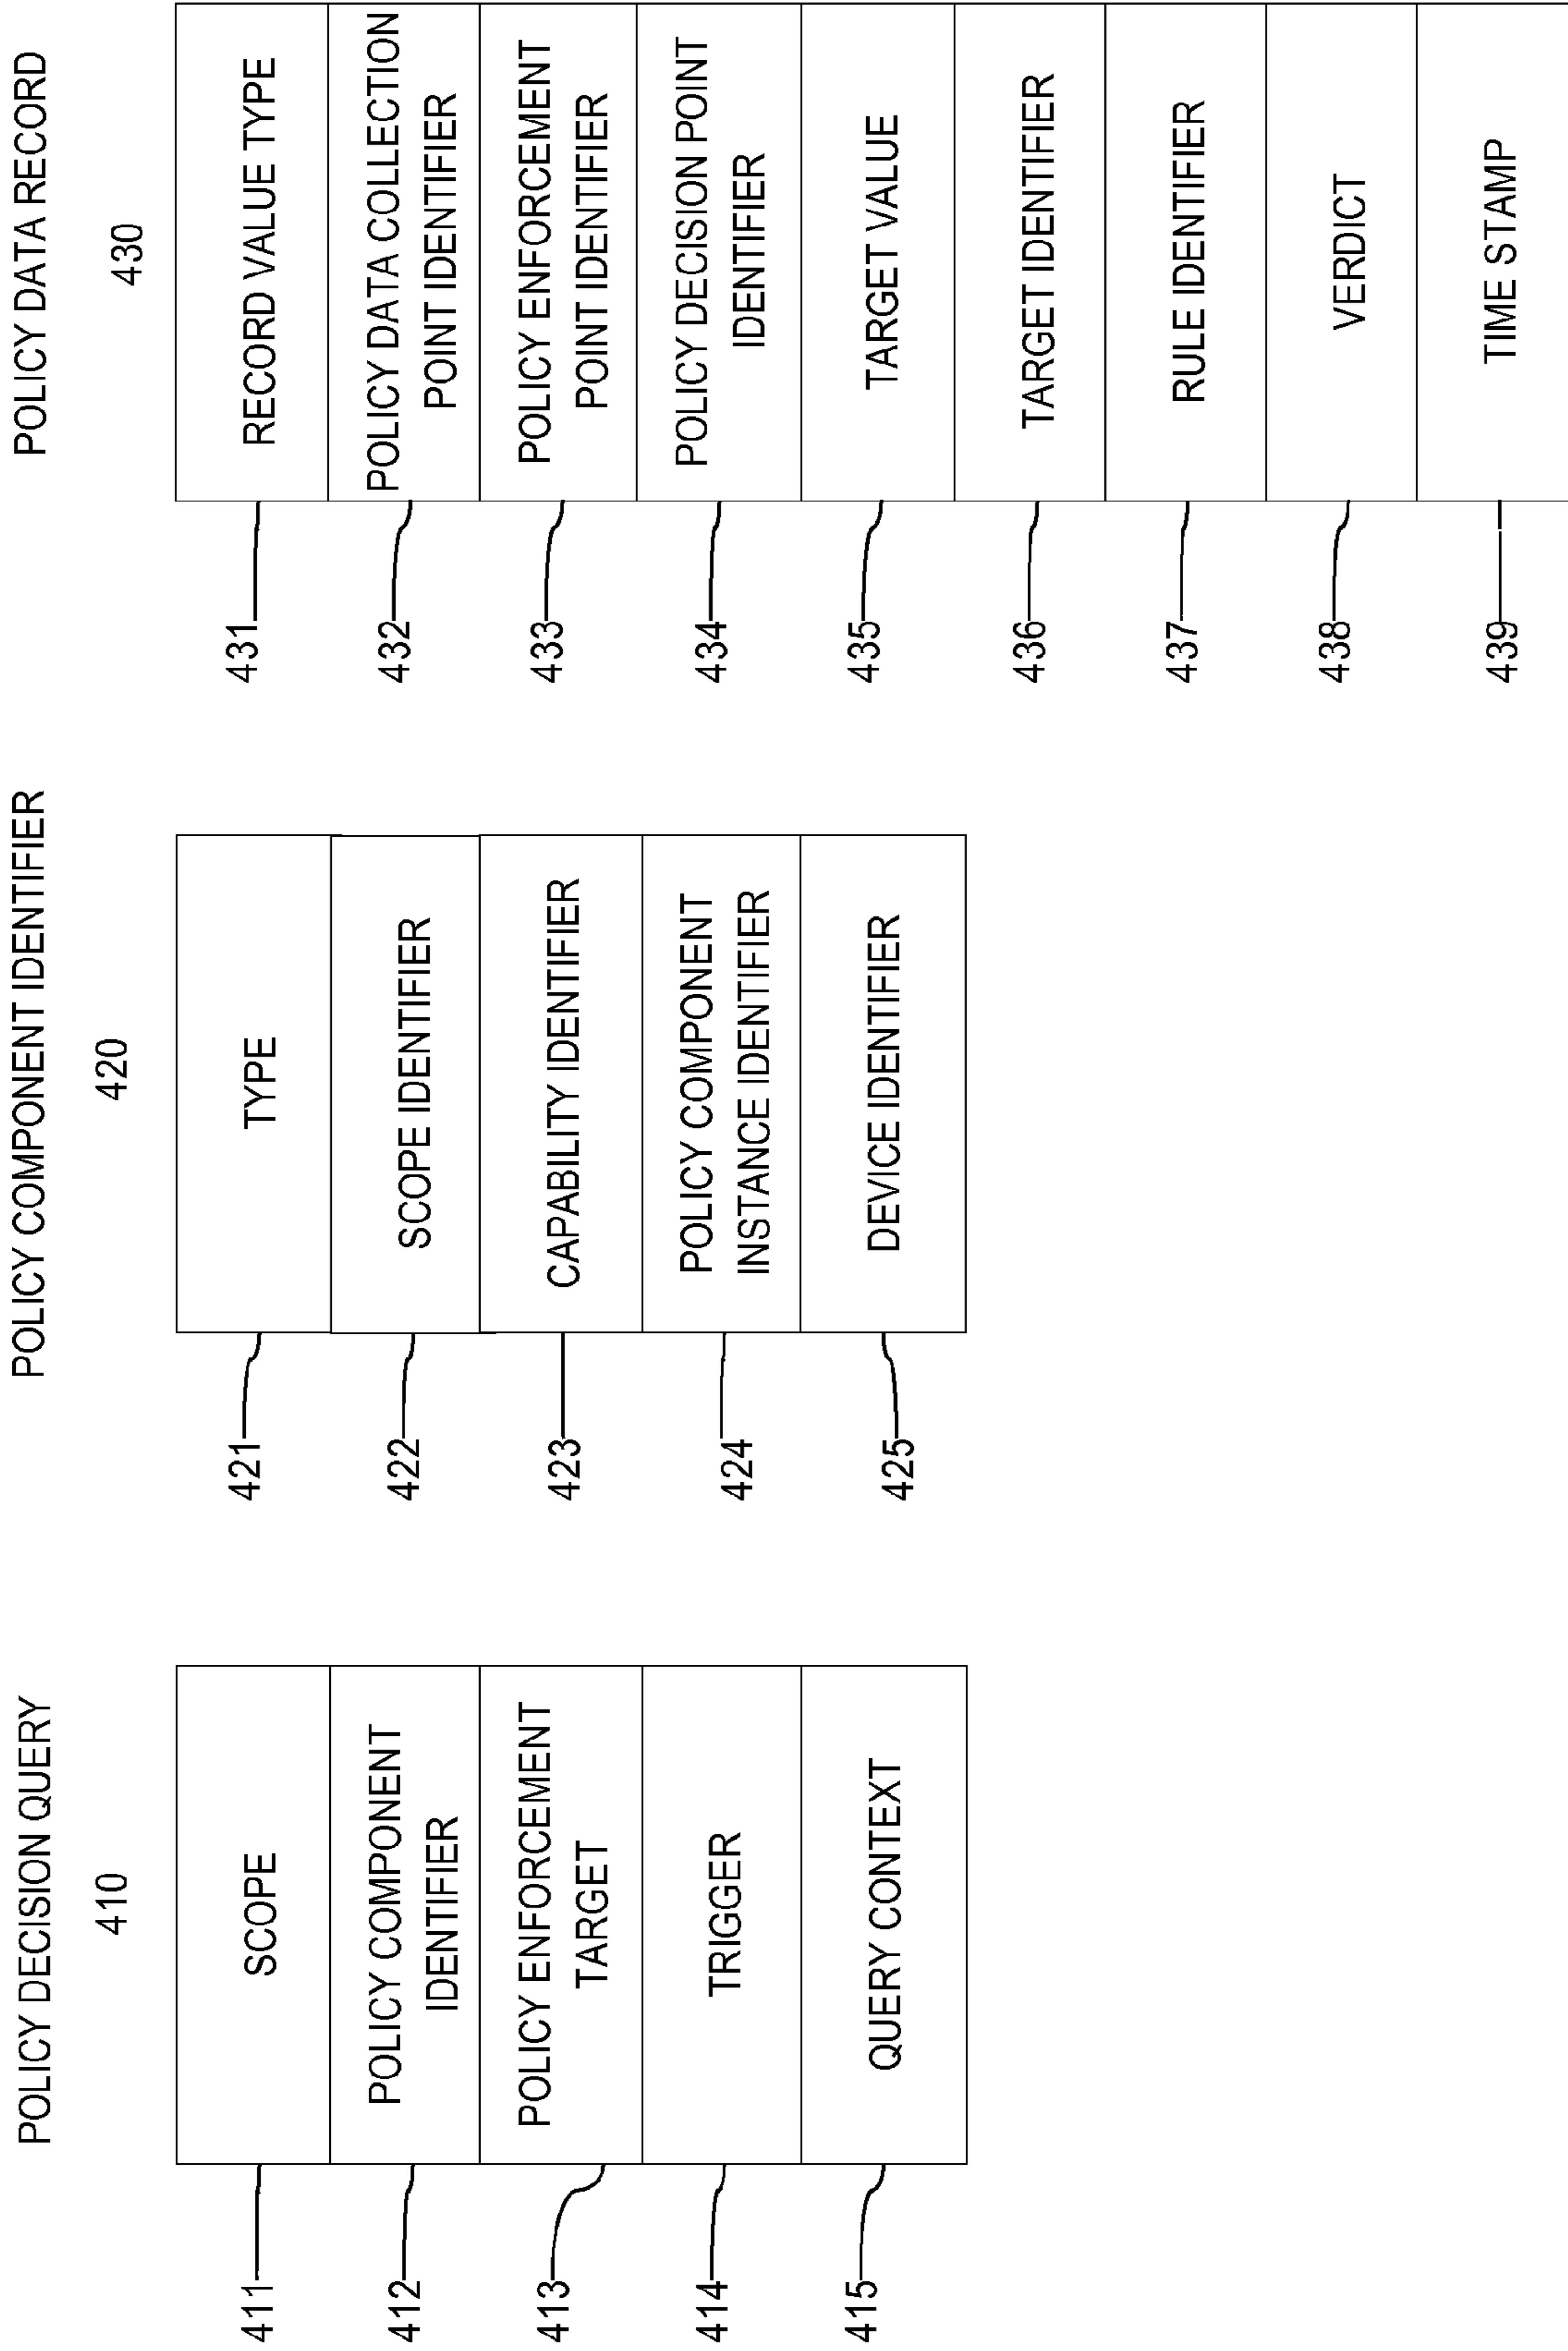 POLICY DECISION QUERY
410
411
SCOPE
412
POLICY COMPONENT
IDENTIFIER
413
POLICY ENFORCEMENT
TARGET
414
TRIGGER
415
QUERY CONTEXT
POLICY COMPONENT IDENTIFIER
420
421
TYPE
422
SCOPE IDENTIFIER
423
CAPABILITY IDENTIFIER
424
POLICY COMPONENT
INSTANCE IDENTIFIER
425
DEVICE IDENTIFIER
POLICY DATA RECORD
430
431
RECORD VALUE TYPE
432
POLICY DATA COLLECTION
POINT IDENTIFIER
433
POLICY ENFORCEMENT
POINT IDENTIFIER
434
POLICY DECISION POINT
IDENTIFIER
435
TARGET VALUE
436
TARGET IDENTIFIER
437
RULE IDENTIFIER
438
VERDICT
439
TIME STAMP